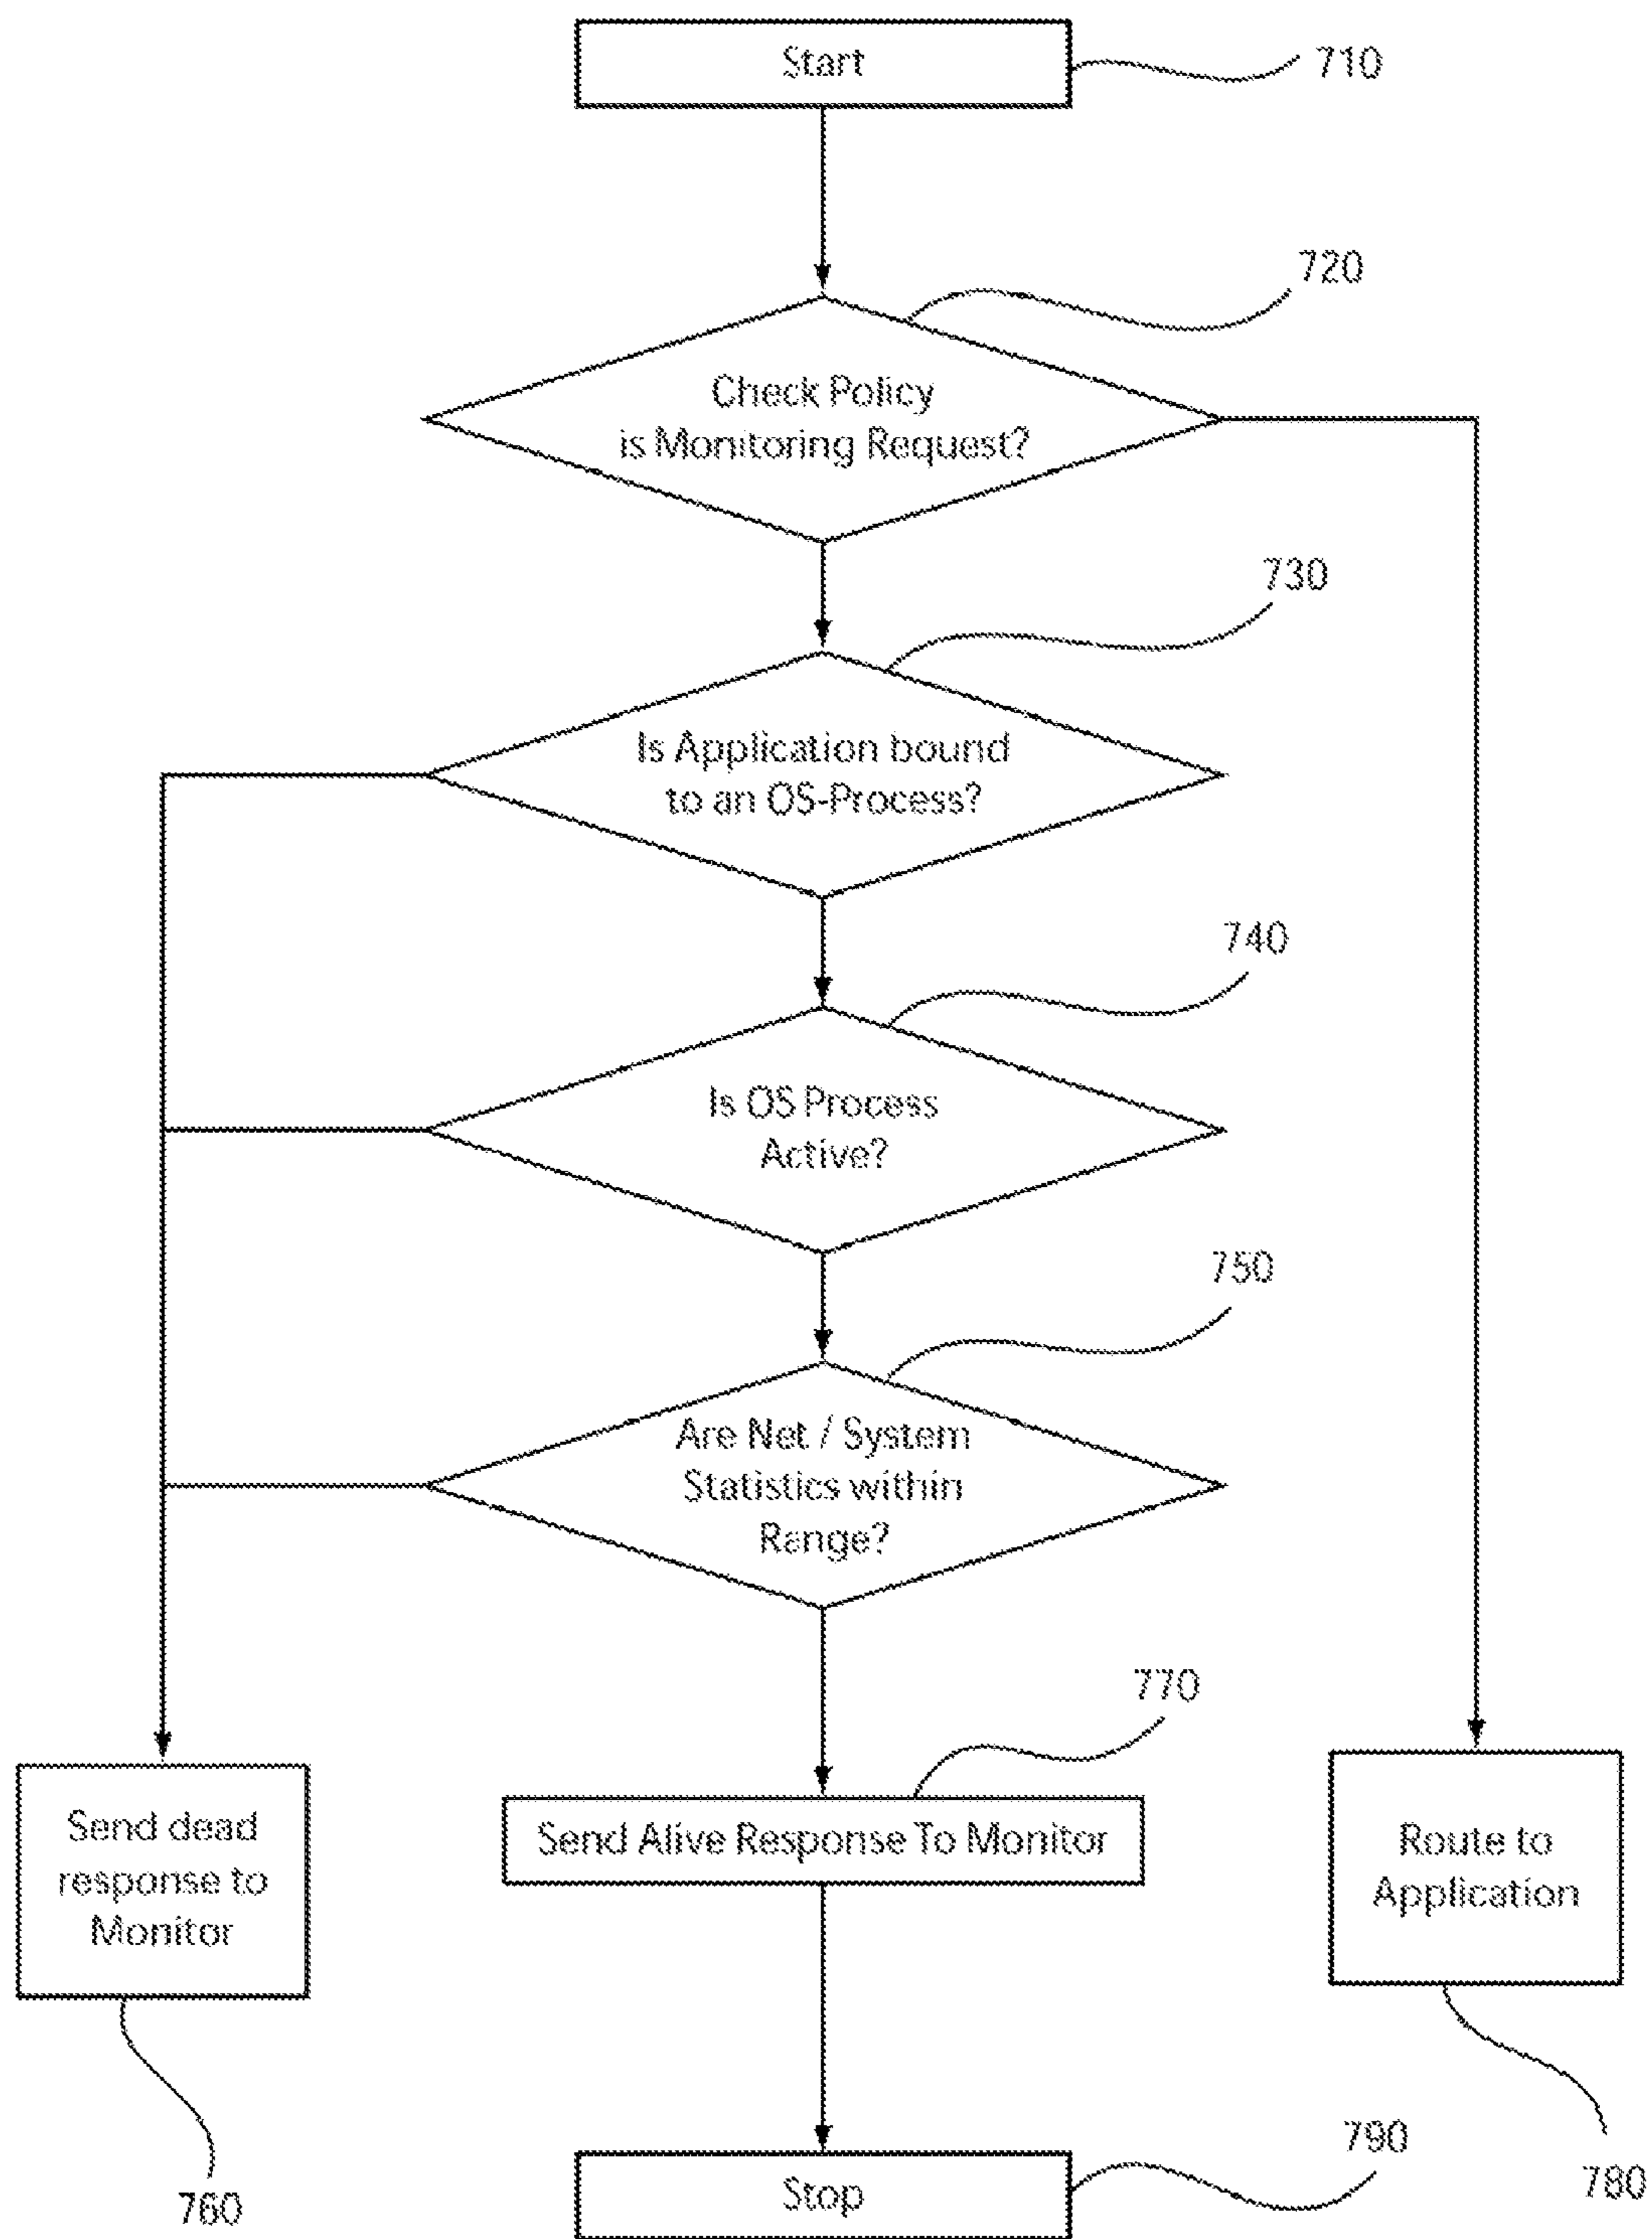 Start
710
720
Check Policy
is Monitoring Request?
730
Is Application bound
to an OS-Process?
740
Is OS Process
Active?
750
Are Net / System
Statistics within
Range?
770
Send dead
response to
Monitor
Send Alive Response To Monitor
Route to
Application
790
Stop
760
780